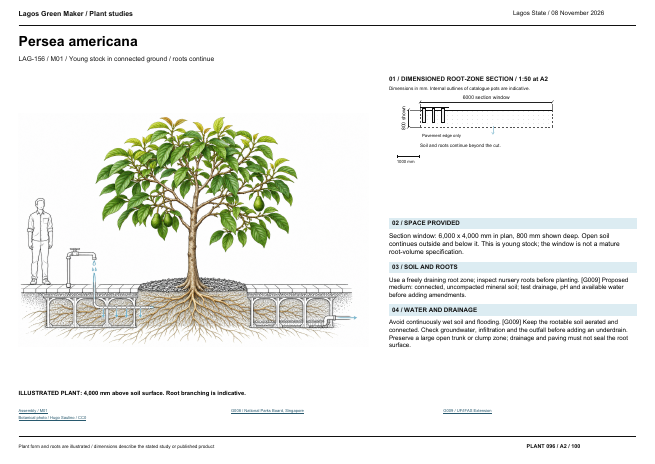 Lagos Green Maker / Plant studies
Lagos State / 08 November 2026
Persea americana
LAG-156 / M01 / Young stock in connected ground / roots continue
01 / DIMENSIONED ROOT-ZONE SECTION / 1:50 at A2
Dimensions in mm. Internal outlines of catalogue pots are indicative.
6000 section window
800 shown
Pavement edge only
Soil and roots continue beyond the cut.
1000 mm
02 / SPACE PROVIDED
Section window: 6,000 x 4,000 mm in plan, 800 mm shown deep. Open soil
continues outside and below it. This is young stock; the window is not a mature
root-volume specification.
03 / SOIL AND ROOTS
Use a freely draining root zone; inspect nursery roots before planting. [G009] Proposed
medium: connected, uncompacted mineral soil; test drainage, pH and available water
before adding amendments.
04 / WATER AND DRAINAGE
Avoid continuously wet soil and flooding. [G009] Keep the rootable soil aerated and
connected. Check groundwater, infiltration and the outfall before adding an underdrain.
Preserve a large open trunk or clump zone; drainage and paving must not seal the root
surface.
ILLUSTRATED PLANT: 4,000 mm above soil surface. Root branching is indicative.
Assembly / M01
G008 / National Parks Board, Singapore
G009 / UF/IFAS Extension
Botanical photo / Hugo Saulino / CC0
Plant form and roots are illustrated / dimensions describe the stated study or published product
PLANT 096 / A2 / 100